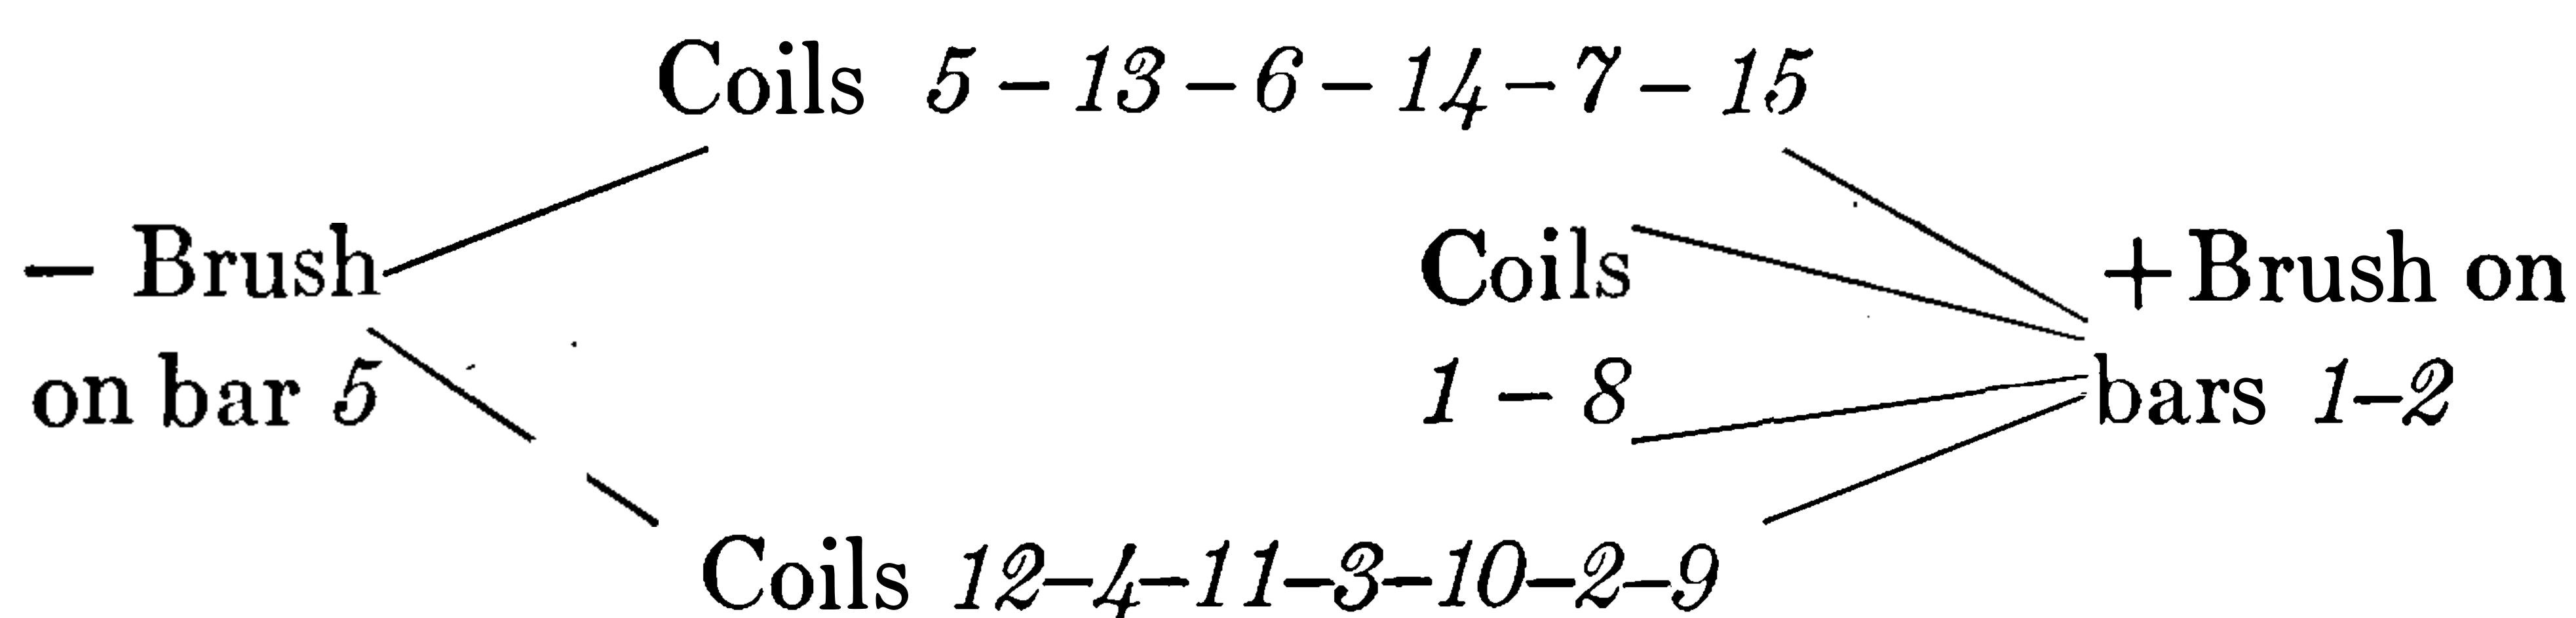 Coils 5 – 13 – 6 – 14 – 7 – 15
– Brush
on bar 5
Coils
1 – 8
+ Brush on
bars 1–2
Coils 12–4–11–3–10–2–9